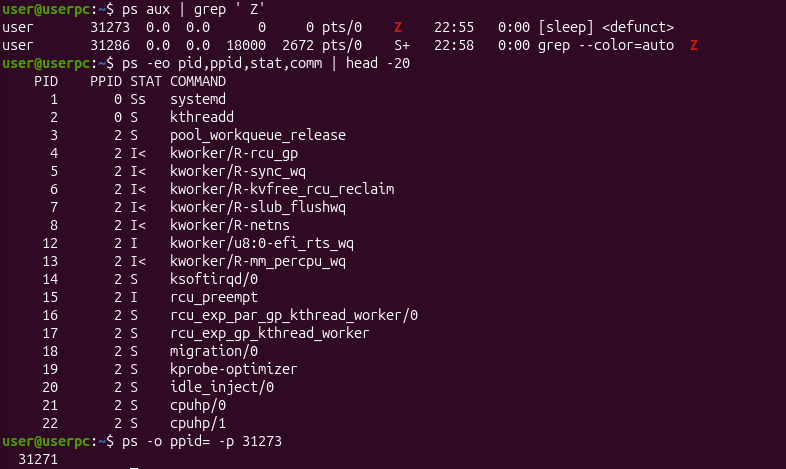 user@userpc:~$ ps aux | grep ' Z'
user       31273  0.0  0.0      0     0 pts/0    Z    22:55   0:00 [sleep] <defunct>
user       31286  0.0  0.0  18000  2672 pts/0    S+   22:58   0:00 grep --color=auto  Z
user@userpc:~$ ps -eo pid,ppid,stat,comm | head -20
    PID    PPID STAT COMMAND
      1       0 Ss   systemd
      2       0 S    kthreadd
      3       2 S    pool_workqueue_release
      4       2 I<   kworker/R-rcu_gp
      5       2 I<   kworker/R-sync_wq
      6       2 I<   kworker/R-kvfree_rcu_reclaim
      7       2 I<   kworker/R-slub_flushwq
      8       2 I<   kworker/R-netns
     12       2 I    kworker/u8:0-efi_rts_wq
     13       2 I<   kworker/R-mm_percpu_wq
     14       2 S    ksoftirqd/0
     15       2 I    rcu_preempt
     16       2 S    rcu_exp_par_gp_kthread_worker/0
     17       2 S    rcu_exp_gp_kthread_worker
     18       2 S    migration/0
     19       2 S    kprobe-optimizer
     20       2 S    idle_inject/0
     21       2 S    cpuhp/0
     22       2 S    cpuhp/1
user@userpc:~$ ps -o ppid= -p 31273
  31271